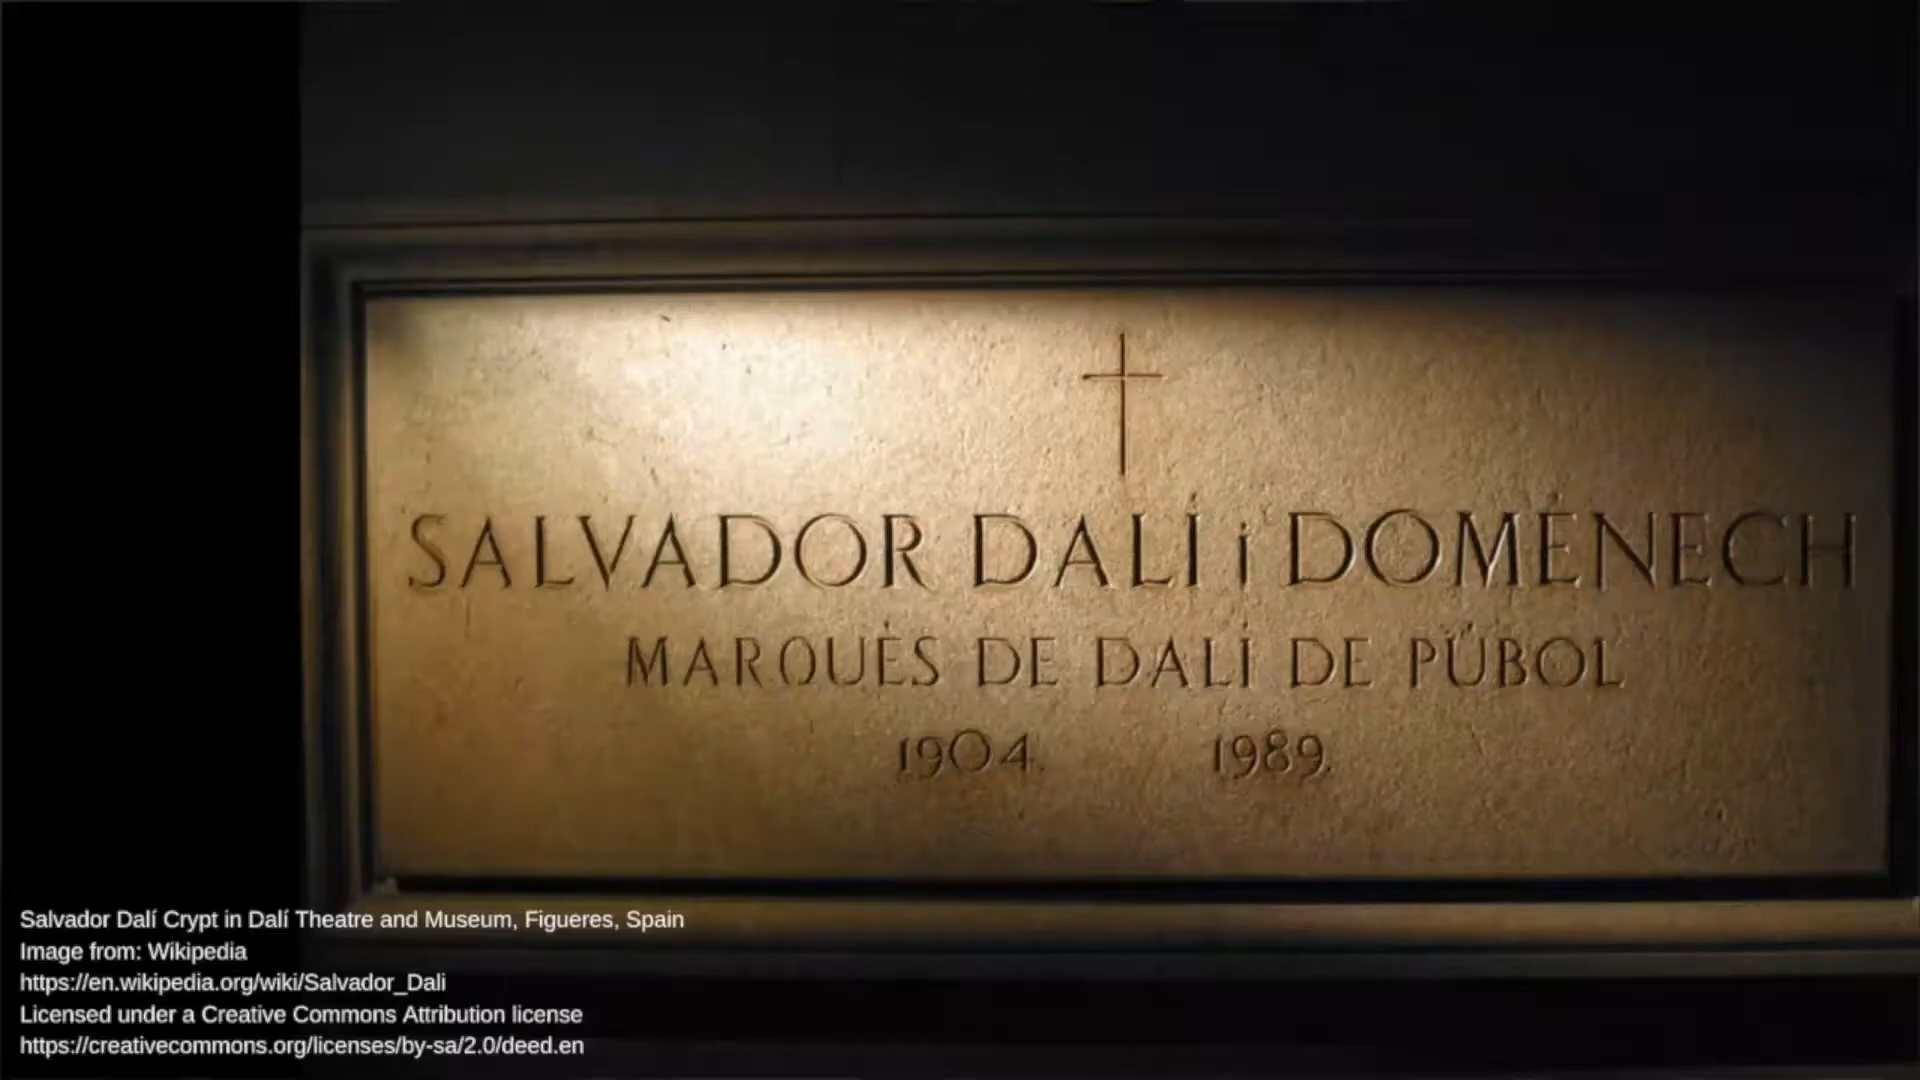 SALVADOR DALÍ i DOMÈNECH
MARQUÉS DE DALÍ DE PÚBOL
1904. 1989.
Salvador Dalí Crypt in Dalí Theatre and Museum, Figueres, Spain
Image from: Wikipedia
https://en.wikipedia.org/wiki/Salvador_Dali
Licensed under a Creative Commons Attribution license
https://creativecommons.org/licenses/by-sa/2.0/deed.en